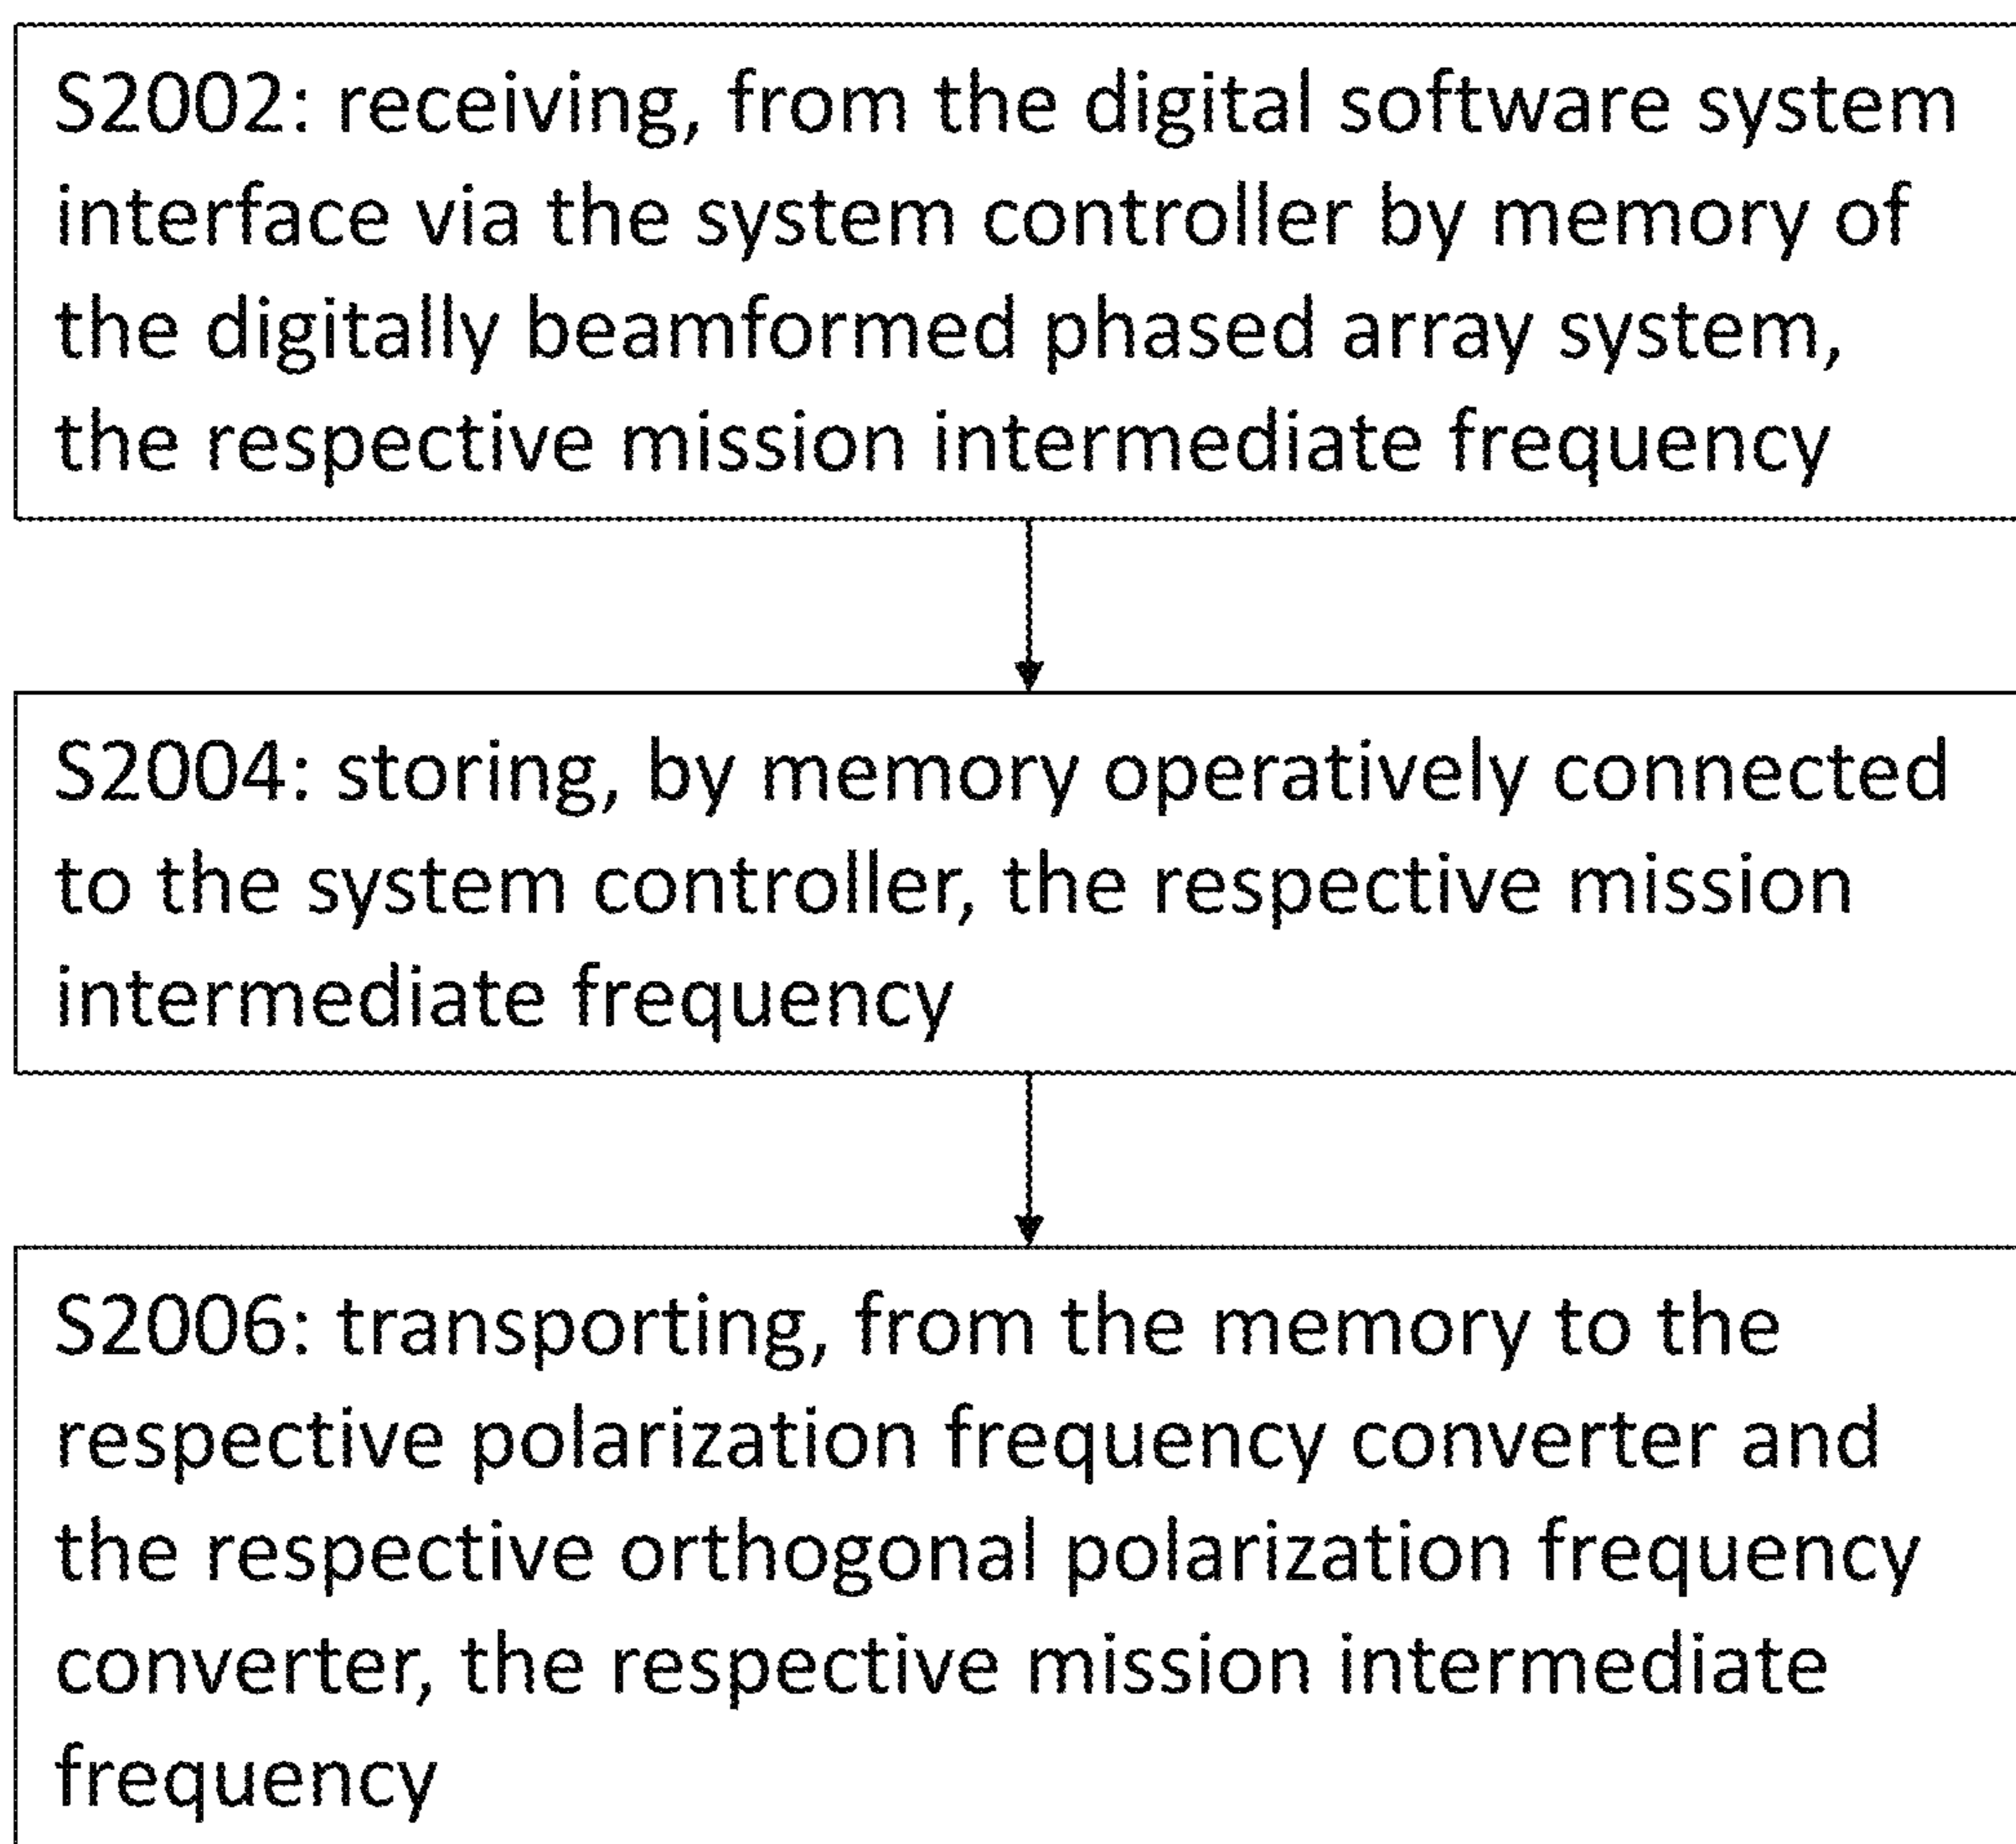 S2002: receiving, from the digital software system
interface via the system controller by memory of
the digitally beamformed phased array system,
the respective mission intermediate frequency
S2004: storing, by memory operatively connected
to the system controller, the respective mission
intermediate frequency
S2006: transporting, from the memory to the
respective polarization frequency converter and
the respective orthogonal polarization frequency
converter, the respective mission intermediate
frequency